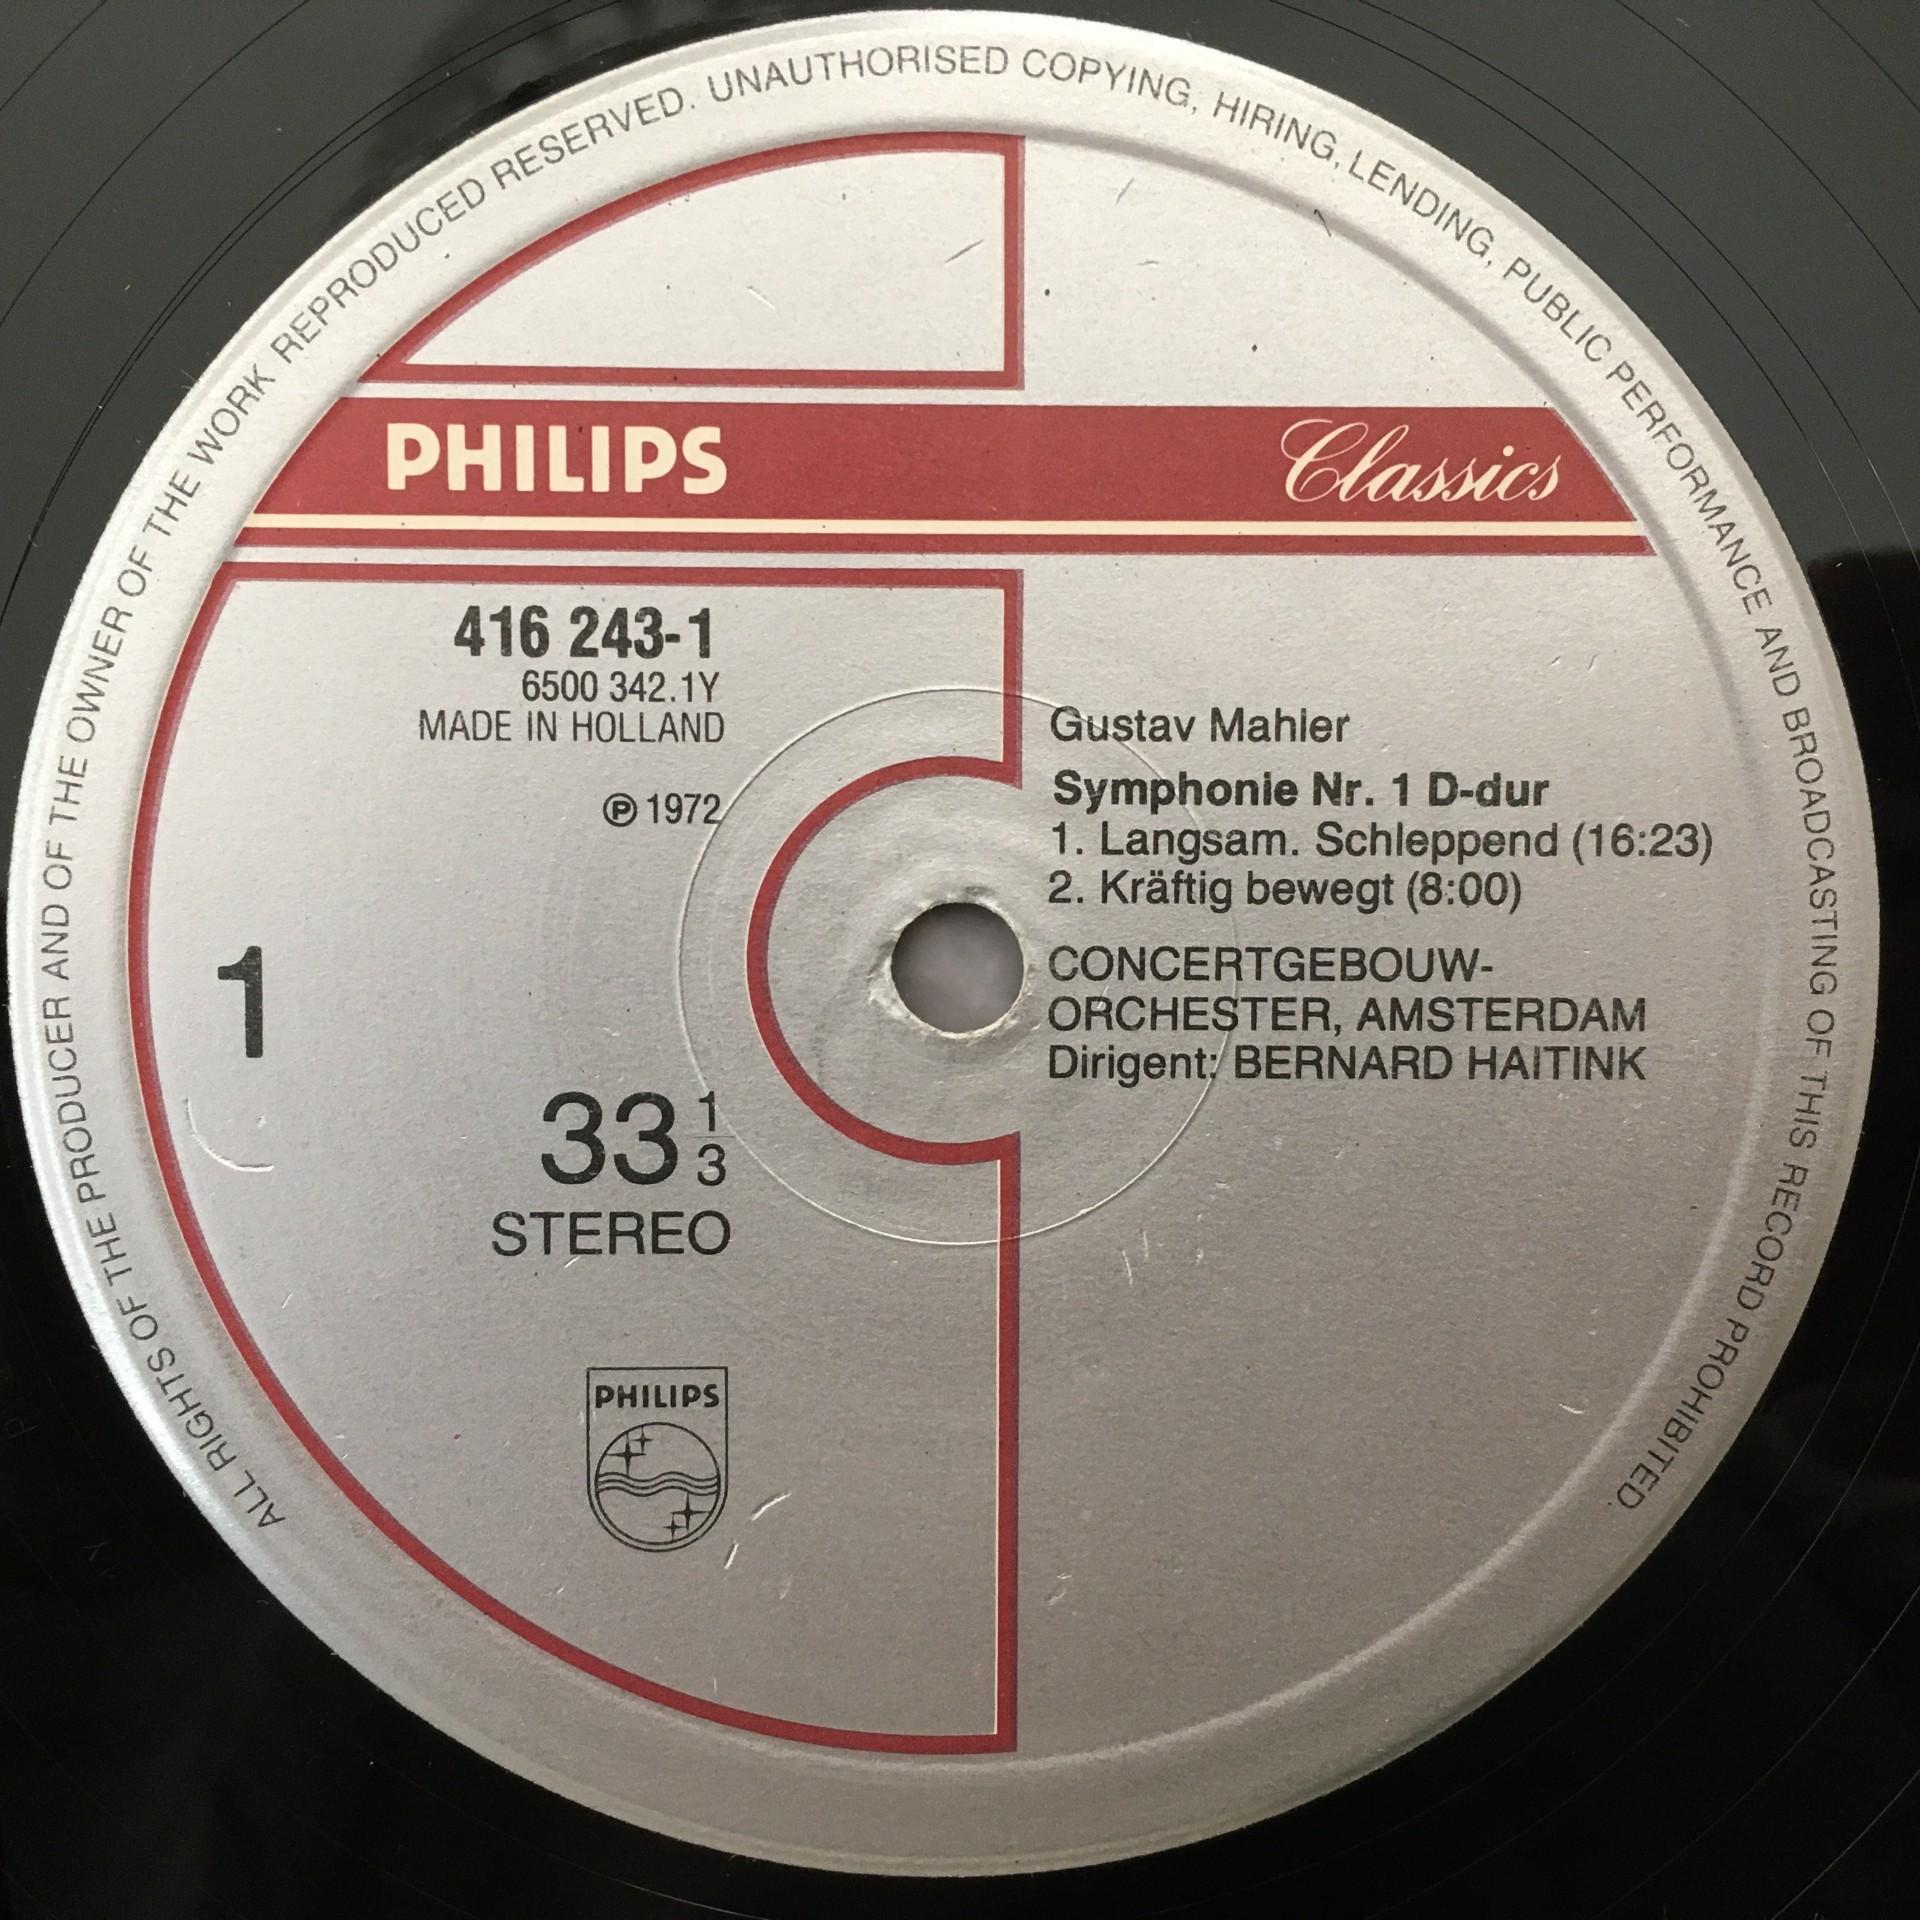 ALL RIGHTS OF THE PRODUCER AND OF THE OWNER OF THE WORK REPRODUCED RESERVED. UNAUTHORISED COPYING, HIRING, LENDING, PUBLIC PERFORMANCE AND BROADCASTING OF THIS RECORD PROHIBITED.
PHILIPS Classics
416 243-1
6500 342.1Y
MADE IN HOLLAND
℗ 1972
Gustav Mahler
Symphonie Nr. 1 D-dur
1. Langsam. Schleppend (16:23)
2. Kräftig bewegt (8:00)
CONCERTGEBOUW-
ORCHESTER, AMSTERDAM
Dirigent: BERNARD HAITINK
1
33 1/3
STEREO
PHILIPS